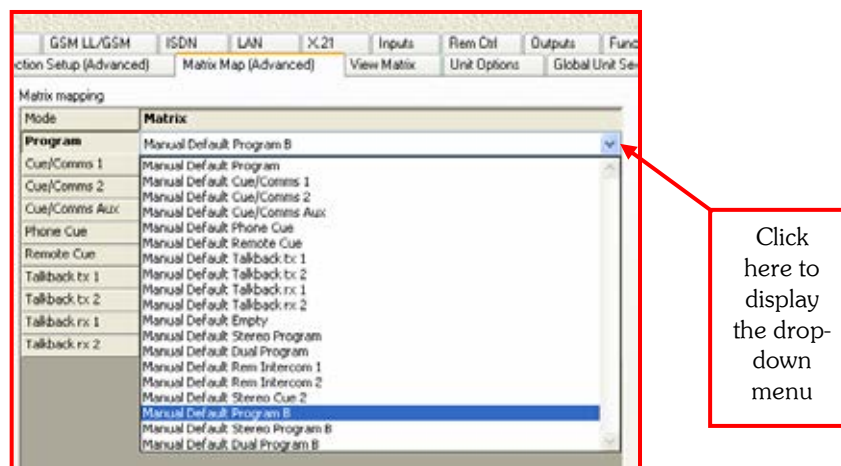 GSM LL/GSM ISDN LAN X.21 Inputs Rem Ctrl Outputs Func
ction Setup (Advanced) Matrix Map (Advanced) View Matrix Unit Options Global Unit Se
Matrix mapping
Mode Matrix
Program Manual Default Program B
Cue/Comms 1
Cue/Comms 2
Cue/Comms Aux
Phone Cue
Remote Cue
Talkback tx 1
Talkback tx 2
Talkback rx 1
Talkback rx 2
Manual Default Program
Manual Default Cue/Comms 1
Manual Default Cue/Comms 2
Manual Default Cue/Comms Aux
Manual Default Phone Cue
Manual Default Remote Cue
Manual Default Talkback tx 1
Manual Default Talkback tx 2
Manual Default Talkback rx 1
Manual Default Talkback rx 2
Manual Default Empty
Manual Default Stereo Program
Manual Default Dual Program
Manual Default Rem Intercom 1
Manual Default Rem Intercom 2
Manual Default Stereo Cue 2
Manual Default Program B
Manual Default Stereo Program B
Manual Default Dual Program B
Click
here to
display
the drop-
down
menu